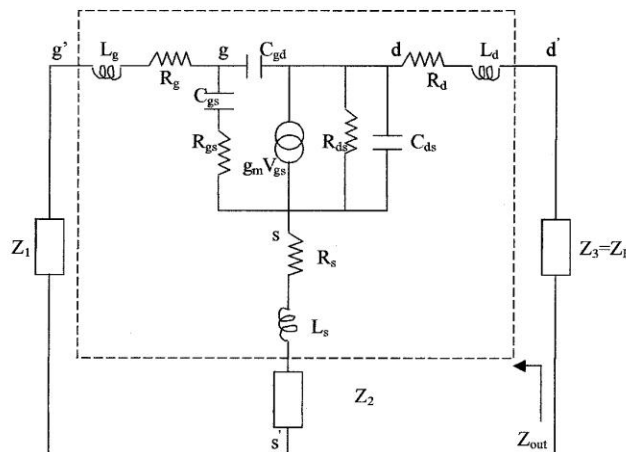 g' Lg g Cgd d Ld d'
Rg Rd
Cgs
Rgs gmVgs Rds Cds
s
Z1 Rs Z3=ZL
Ls
Z2
s' Zout